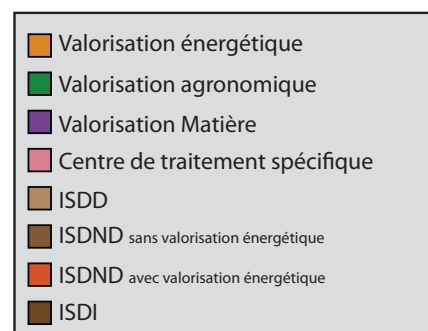 Valorisation énergétique
Valorisation agronomique
Valorisation Matière
Centre de traitement spécifique
ISDD
ISDND sans valorisation énergétique
ISDND avec valorisation énergétique
ISDI